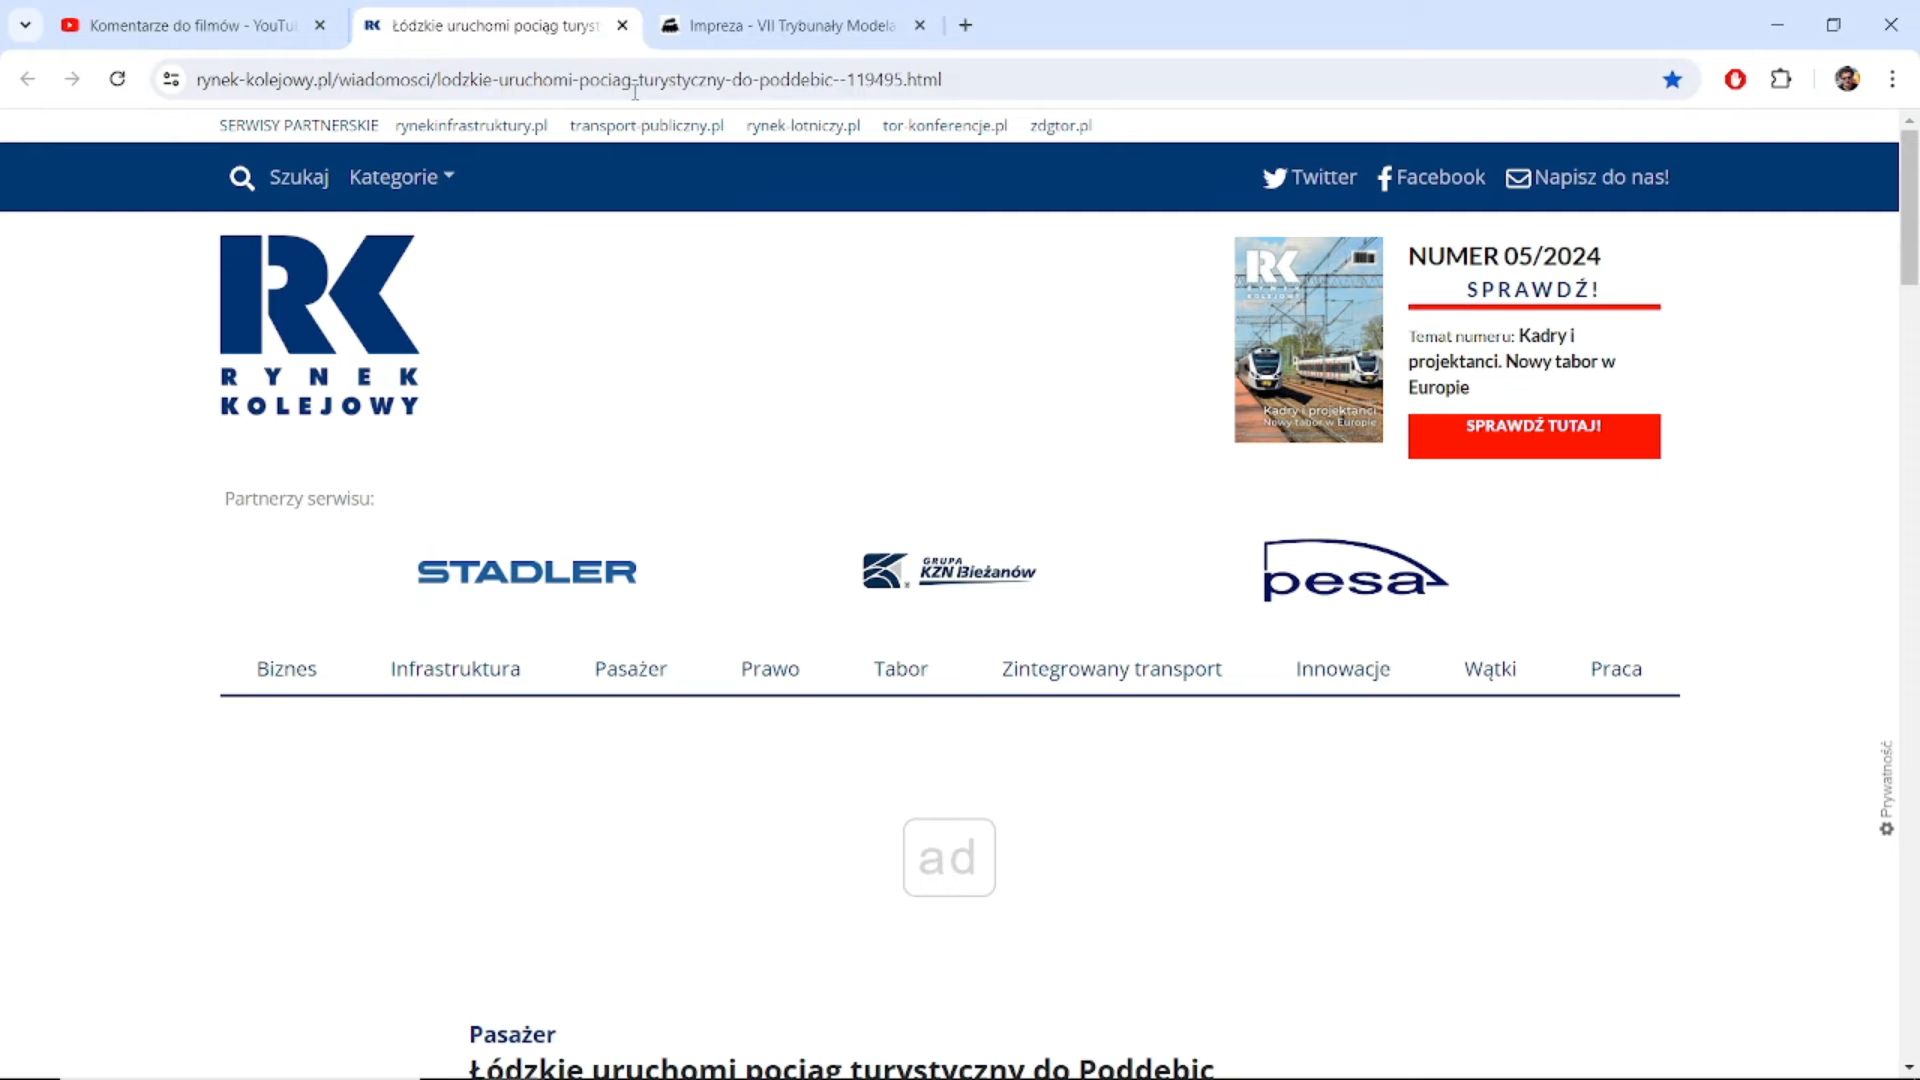 Komentarze do filmów - YouTu
Łódzkie uruchomi pociąg turyst
Impreza - VII Trybunały Modela
rynek-kolejowy.pl/wiadomosci/lodzkie-uruchomi-pociag-turystyczny-do-poddebic--119495.html
SERWISY PARTNERSKIE rynekinfrastruktury.pl transport-publiczny.pl rynek-lotniczy.pl tor-konferencje.pl zdgtor.pl
Szukaj Kategorie Twitter Facebook Napisz do nas!
RK
RYNEK
KOLEJOWY
RK
Kadry i projektanci
Nowy tabor w Europie
NUMER 05/2024
SPRAWDŹ!
Temat numeru: Kadry i
projektanci. Nowy tabor w
Europie
SPRAWDŹ TUTAJ!
Partnerzy serwisu:
STADLER
GRUPA
KZN Bieżanów
pesa
Biznes Infrastruktura Pasażer Prawo Tabor Zintegrowany transport Innowacje Wątki Praca
Prywatność
ad
Pasażer
Łódzkie uruchomi pociąg turystyczny do Poddębic